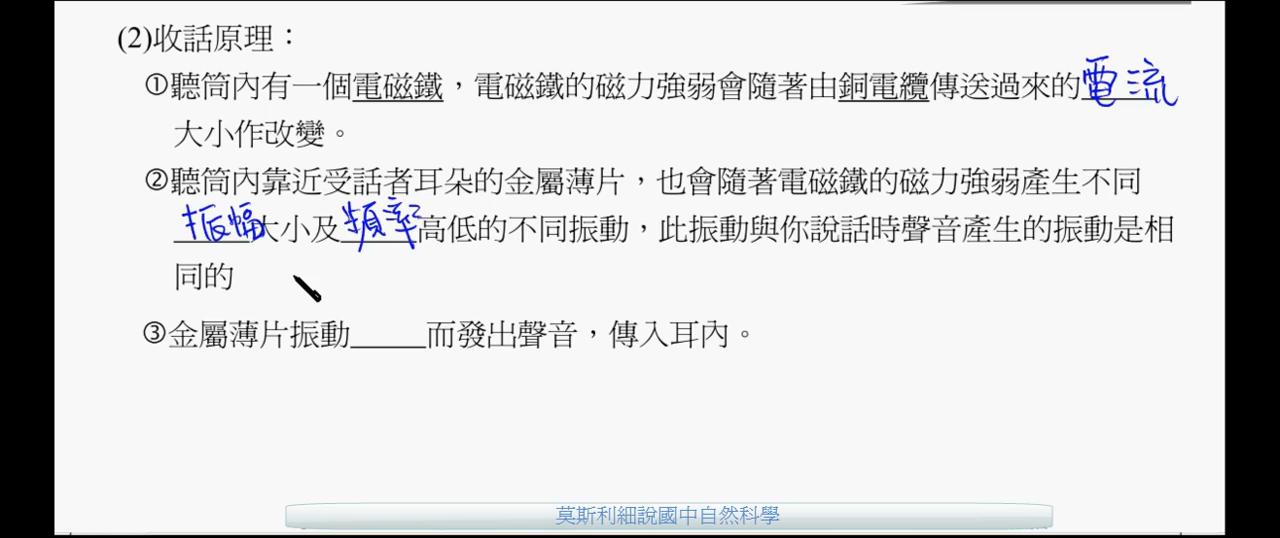 (2)收話原理：
①聽筒內有一個電磁鐵，電磁鐵的磁力強弱會隨著由銅電纜傳送過來的電流
大小作改變。
②聽筒內靠近受話者耳朵的金屬薄片，也會隨著電磁鐵的磁力強弱產生不同
振幅大小及頻率高低的不同振動，此振動與你說話時聲音產生的振動是相
同的
③金屬薄片振動_____而發出聲音，傳入耳內。
莫斯利細說國中自然科學